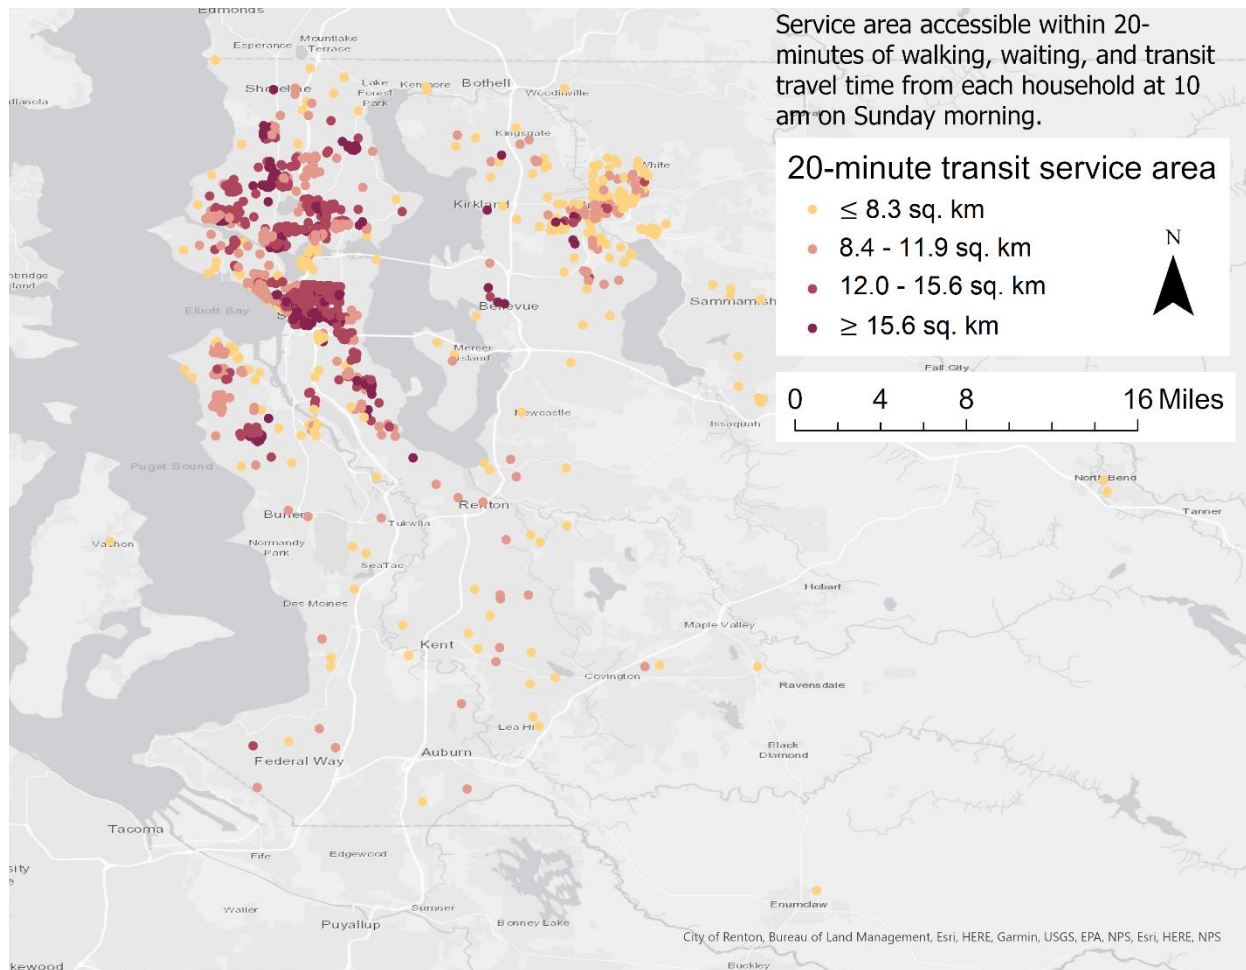 Edmonds
Esperance
Mountlake
Terrace
Service area accessible within 20-
minutes of walking, waiting, and transit
travel time from each household at 10
am on Sunday morning.
Shoreline
Lake
Forest
Park
Kenmore
Bothell
Woodinville
Kingsgate
20-minute transit service area
≤ 8.3 sq. km
8.4 - 11.9 sq. km
12.0 - 15.6 sq. km
≥ 15.6 sq. km
N
White
Kirkland
Elliott Bay
Bellevue
Sammamish
Mercer
Island
Fall City
0 4 8 16 Miles
Newcastle
Issaquah
Puget Sound
North Bend
Tanner
Renton
Burien
Tukwila
Normandy
Park
Vashon
SeaTac
Hobart
Des Moines
Maple Valley
Kent
Covington
Ravensdale
Lea Hill
Black
Diamond
Auburn
Federal Way
Tacoma
Fife
Edgewood
Waller
Sumner
Puyallup
Bonney Lake
Enumclaw
City of Renton, Bureau of Land Management, Esri, HERE, Garmin, USGS, EPA, NPS, Esri, HERE, NPS
Buckley